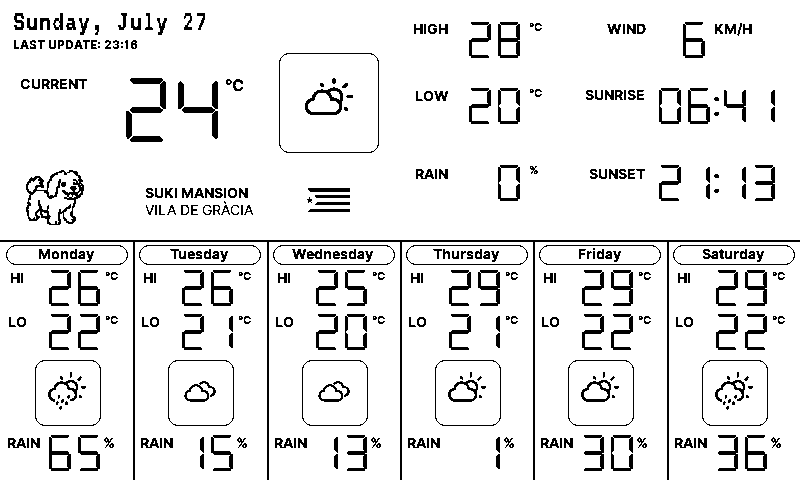 Sunday, July 27
LAST UPDATE: 23:16
CURRENT 24 °C
SUKI MANSION
VILA DE GRÀCIA
HIGH 28 °C
LOW 20 °C
RAIN 0 %
WIND 6 KM/H
SUNRISE 06:41
SUNSET 21:13
Monday
HI 26 °C
LO 22 °C
RAIN 65 %
Tuesday
HI 26 °C
LO 21 °C
RAIN 15 %
Wednesday
HI 25 °C
LO 20 °C
RAIN 13 %
Thursday
HI 29 °C
LO 21 °C
RAIN 1 %
Friday
HI 29 °C
LO 22 °C
RAIN 30 %
Saturday
HI 29 °C
LO 22 °C
RAIN 36 %